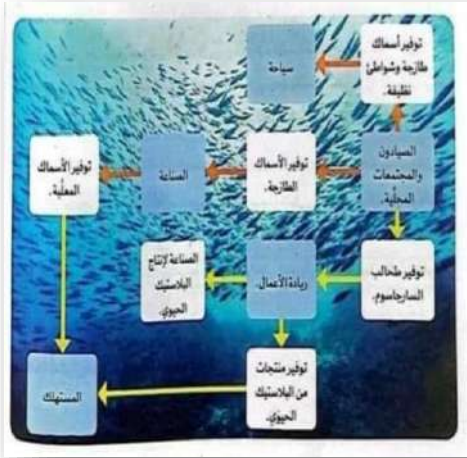 توفير أسماك
طازجة وشواطئ
نظيفة.
سياحة
الصيادون
والمجتمعات
المحلية.
توفير الأسماك
الطازجة.
الصناعة
توفير الأسماك
المعلبة.
توفير طحالب
السارجاسوم.
ريادة الأعمال.
الصناعة لإنتاج
البلاستيك
الحيوي.
توفير منتجات
من البلاستيك
الحيوي.
المستهلك